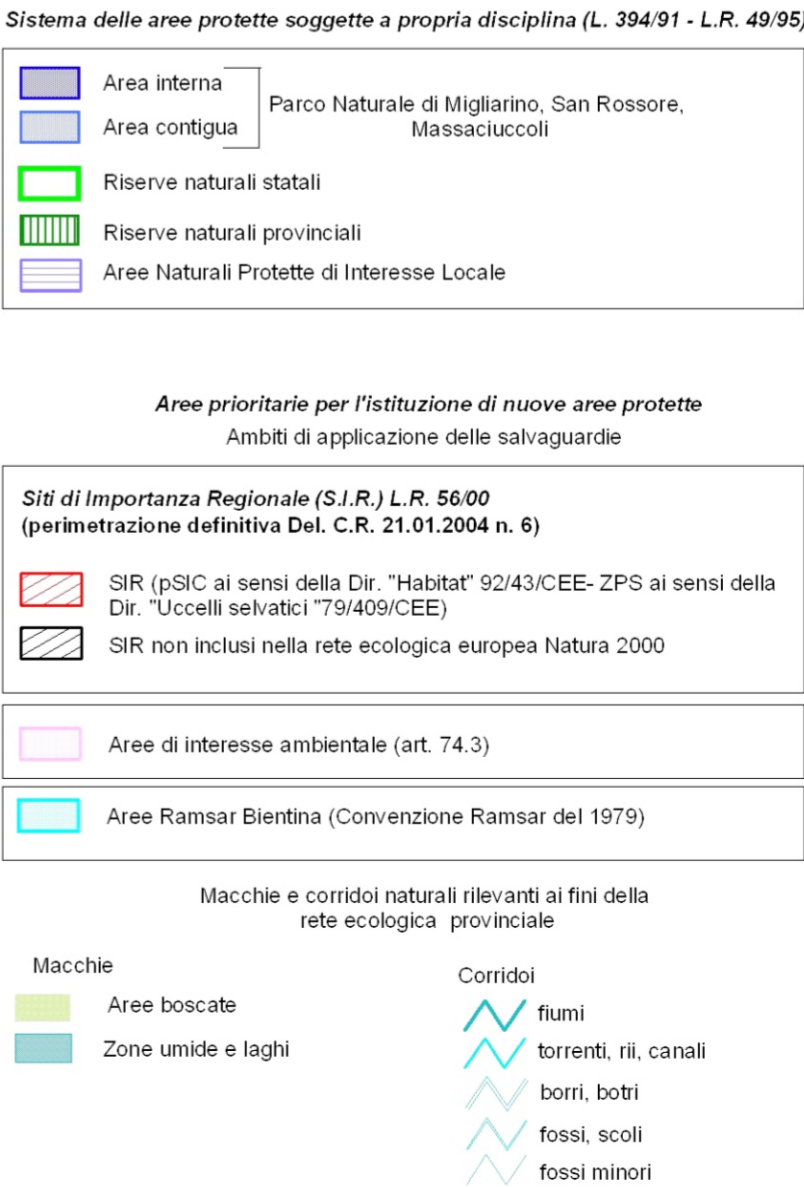 Sistema delle aree protette soggette a propria disciplina (L. 394/91 - L.R. 49/95)
Area interna
Area contigua
Parco Naturale di Migliarino, San Rossore,
Massaciuccoli
Riserve naturali statali
Riserve naturali provinciali
Aree Naturali Protette di Interesse Locale
Aree prioritarie per l'istituzione di nuove aree protette
Ambiti di applicazione delle salvaguardie
Siti di Importanza Regionale (S.I.R.) L.R. 56/00
(perimetrazione definitiva Del. C.R. 21.01.2004 n. 6)
SIR (pSIC ai sensi della Dir. "Habitat" 92/43/CEE- ZPS ai sensi della
Dir. "Uccelli selvatici "79/409/CEE)
SIR non inclusi nella rete ecologica europea Natura 2000
Aree di interesse ambientale (art. 74.3)
Aree Ramsar Bientina (Convenzione Ramsar del 1979)
Macchie e corridoi naturali rilevanti ai fini della
rete ecologica provinciale
Macchie
Aree boscate
Zone umide e laghi
Corridoi
fiumi
torrenti, rii, canali
borri, botri
fossi, scoli
fossi minori